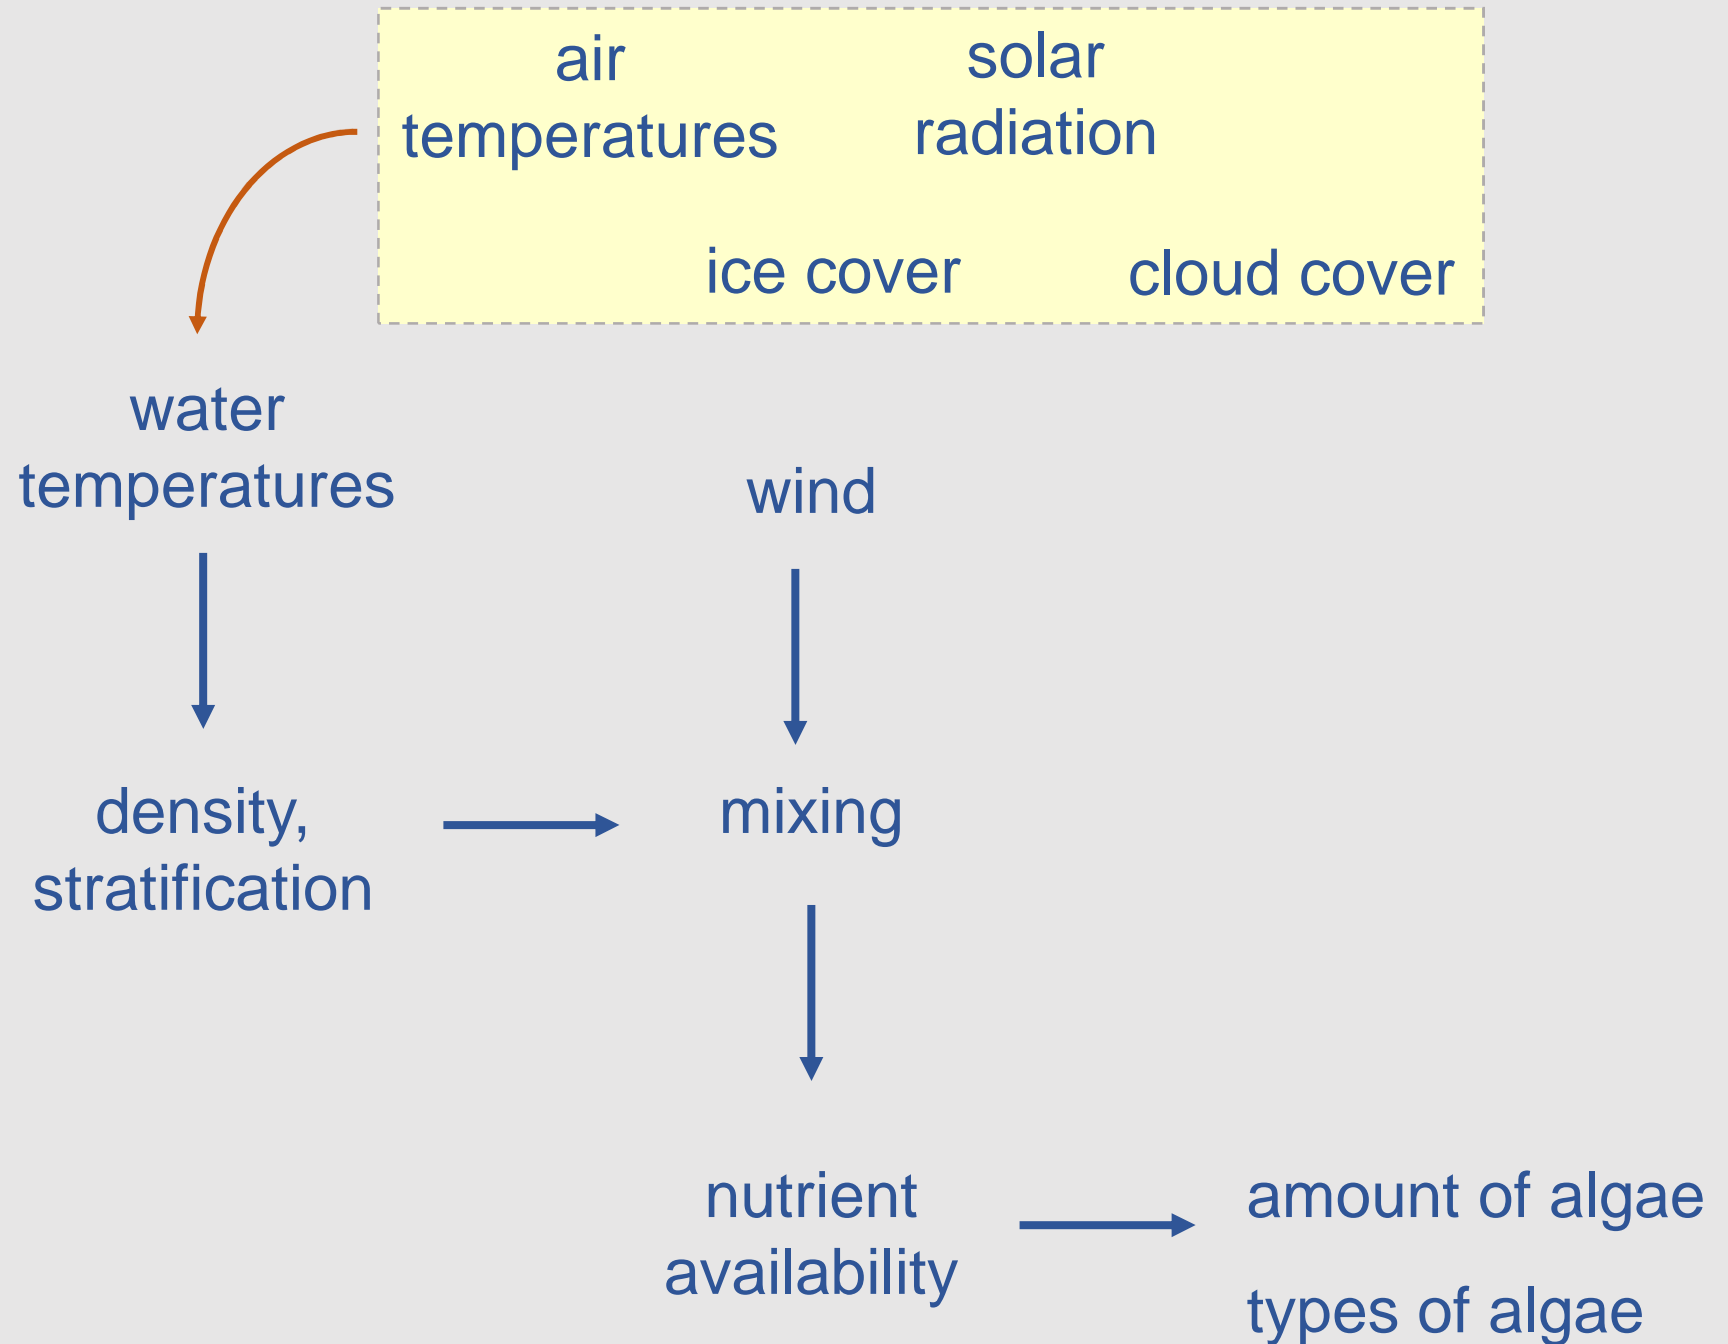 air
temperatures
solar
radiation
ice cover
cloud cover
water
temperatures
wind
density,
stratification
mixing
nutrient
availability
amount of algae
types of algae